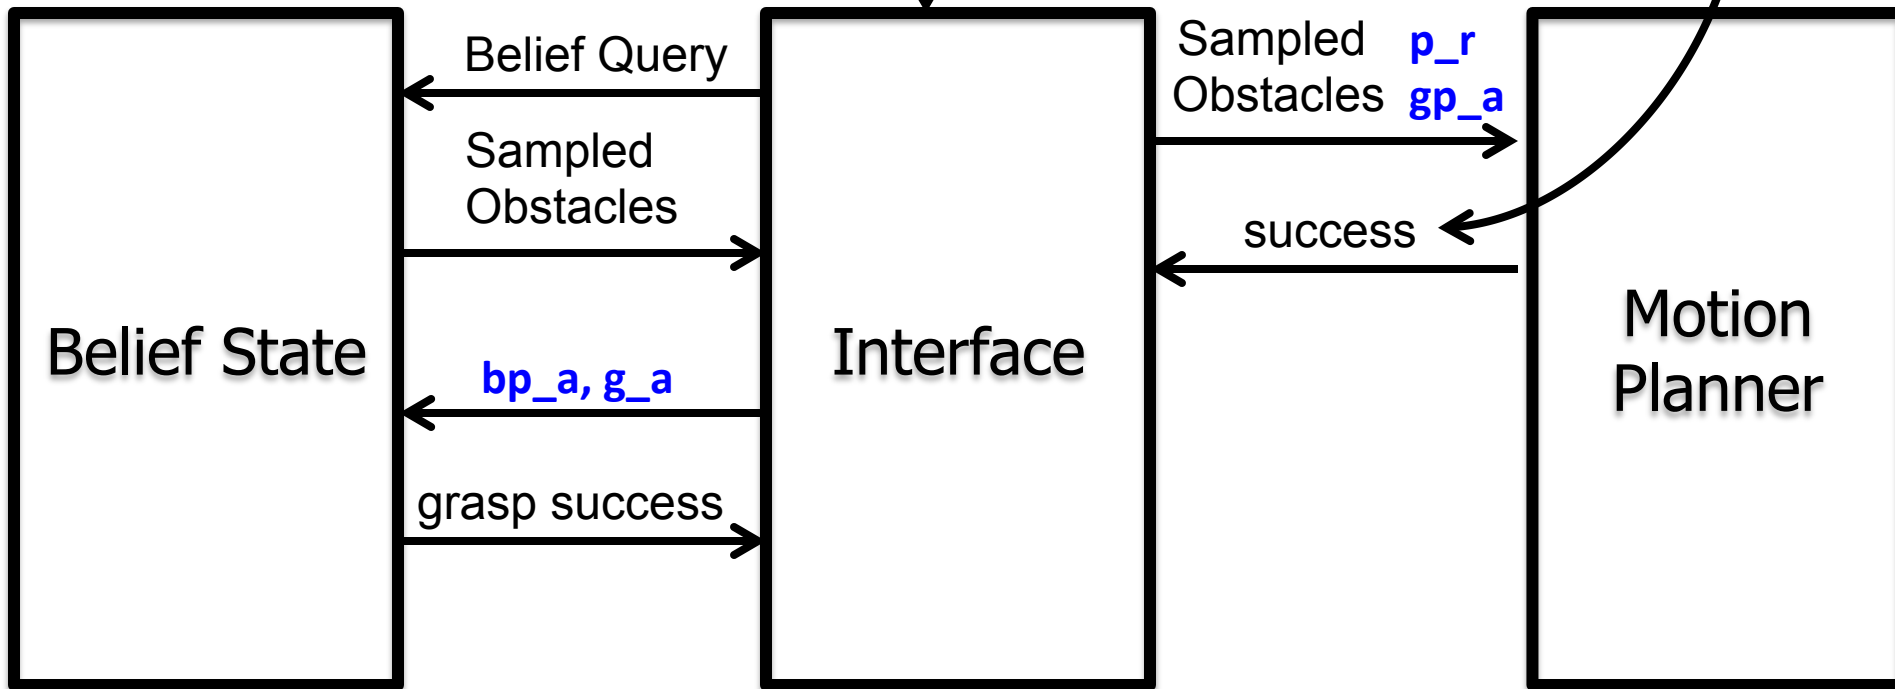 Belief Query
Sampled
Obstacles
Belief State
bp_a, g_a
grasp success
Interface
Sampled p_r
Obstacles gp_a
success
Motion
Planner